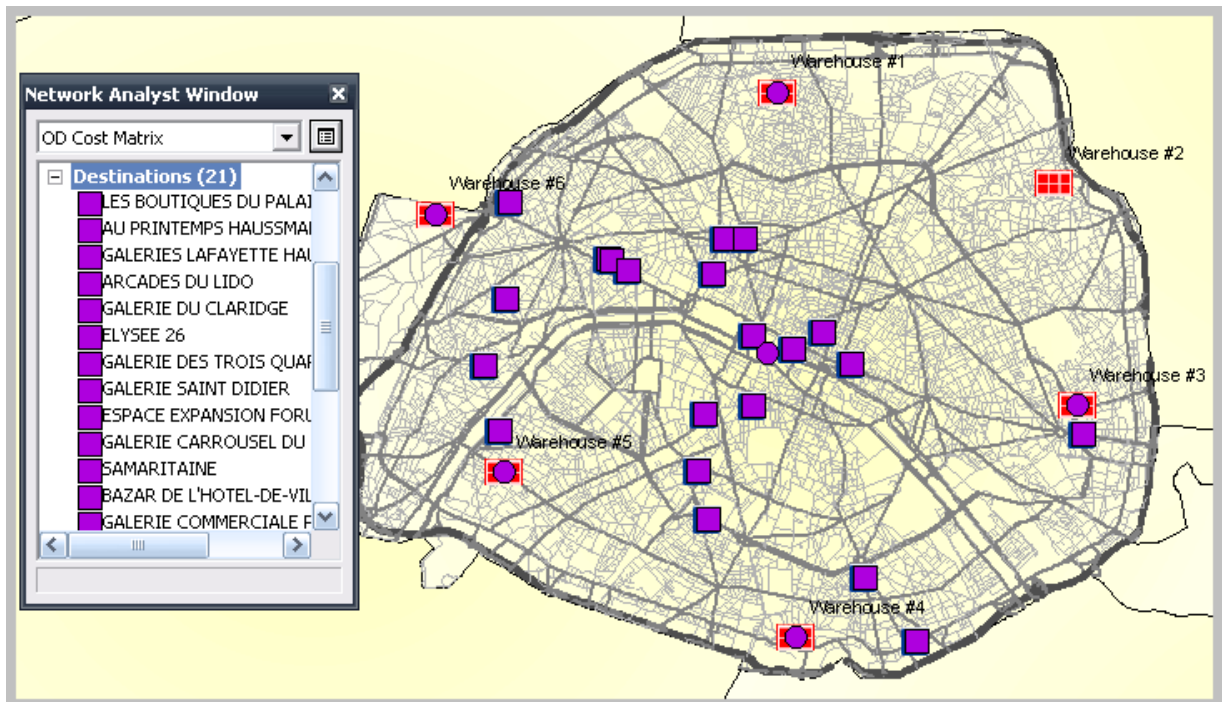 Network Analyst Window
OD Cost Matrix
Destinations (21)
LES BOUTIQUES DU PALAI
AU PRINTEMPS HAUSSMA
GALERIES LAFAYETTE HAU
ARCADES DU LIDO
GALERIE DU CLARIDGE
ELYSEE 26
GALERIE DES TROIS QUAR
GALERIE SAINT DIDIER
ESPACE EXPANSION FORU
GALERIE CARROUSEL DU
SAMARITAINE
BAZAR DE L'HOTEL-DE-VIL
GALERIE COMMERCIALE F
Warehouse #1
Warehouse #2
Warehouse #6
Warehouse #3
Warehouse #5
Warehouse #4